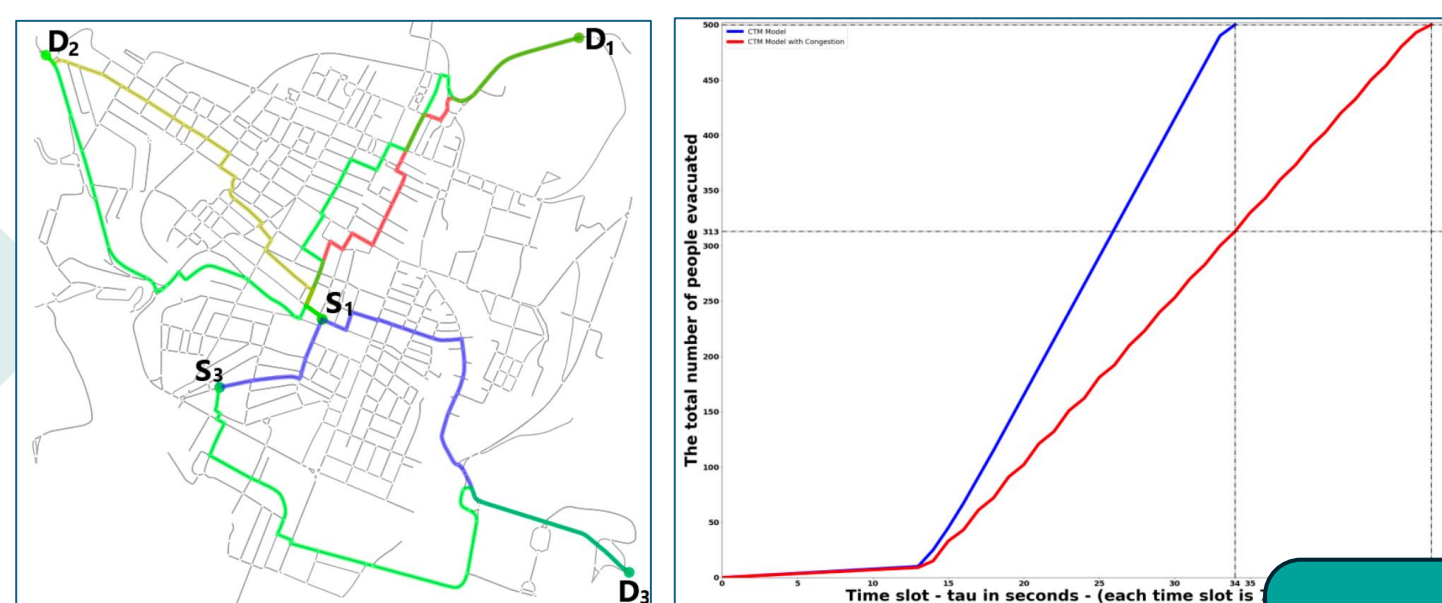 D₂
D₁
S₁
S₃
D₃
CTM Model
CTM Model with Congestion
The total number of people evacuated
500
450
400
350
313
300
250
200
150
100
50
0
0 5 10 15 20 25 30 34 35
Time slot - tau in seconds - (each time slot is